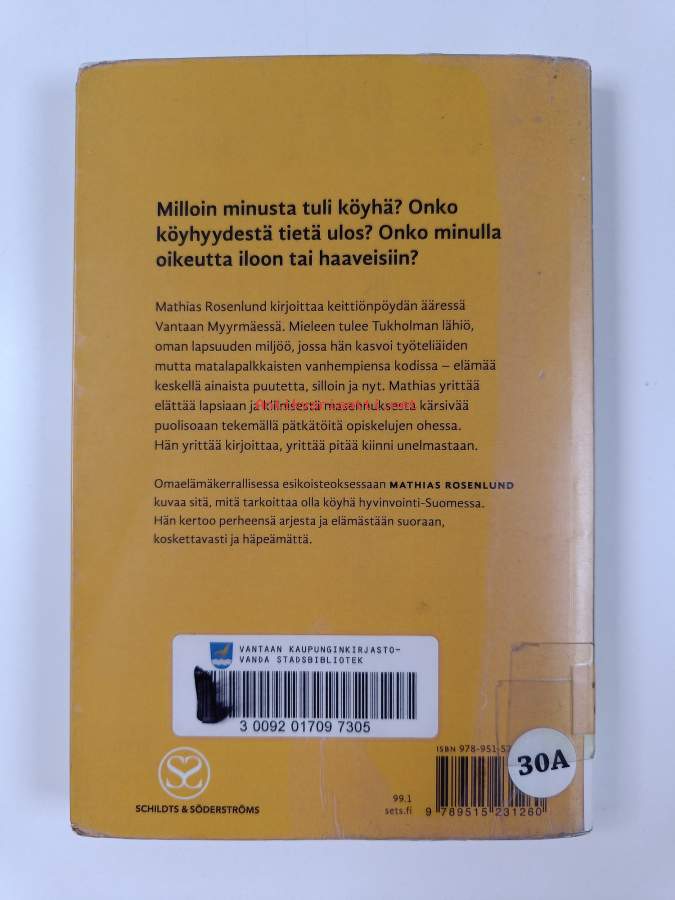 Milloin minusta tuli köyhä? Onko
köyhyydestä tietä ulos? Onko minulla
oikeutta iloon tai haaveisiin?
Mathias Rosenlund kirjoittaa keittiönpöydän ääressä
Vantaan Myyrmäessä. Mieleen tulee Tukholman lähiö,
oman lapsuuden miljöö, jossa hän kasvoi työteliäiden
mutta matalapalkkaisten vanhempiensa kodissa – elämää
keskellä ainaista puutetta, silloin ja nyt. Mathias yrittää
elättää lapsiaan ja kliinisestä masennuksesta kärsivää
puolisoaan tekemällä pätkätöitä opiskelujen ohessa.
Hän yrittää kirjoittaa, yrittää pitää kiinni unelmastaan.
Omaelämäkerrallisessa esikoisteoksessaan MATHIAS ROSENLUND
kuvaa sitä, mitä tarkoittaa olla köyhä hyvinvointi-Suomessa.
Hän kertoo perheensä arjesta ja elämästään suoraan,
koskettavasti ja häpeämättä.
VANTAAN KAUPUNGINKIRJASTO-
VANDA STADSBIBLIOTEK
3 0092 01709 7305
ISBN 978-951-5
30A
SCHILDTS & SÖDERSTRÖMS
99.1
sets.fi
9 789515 231260